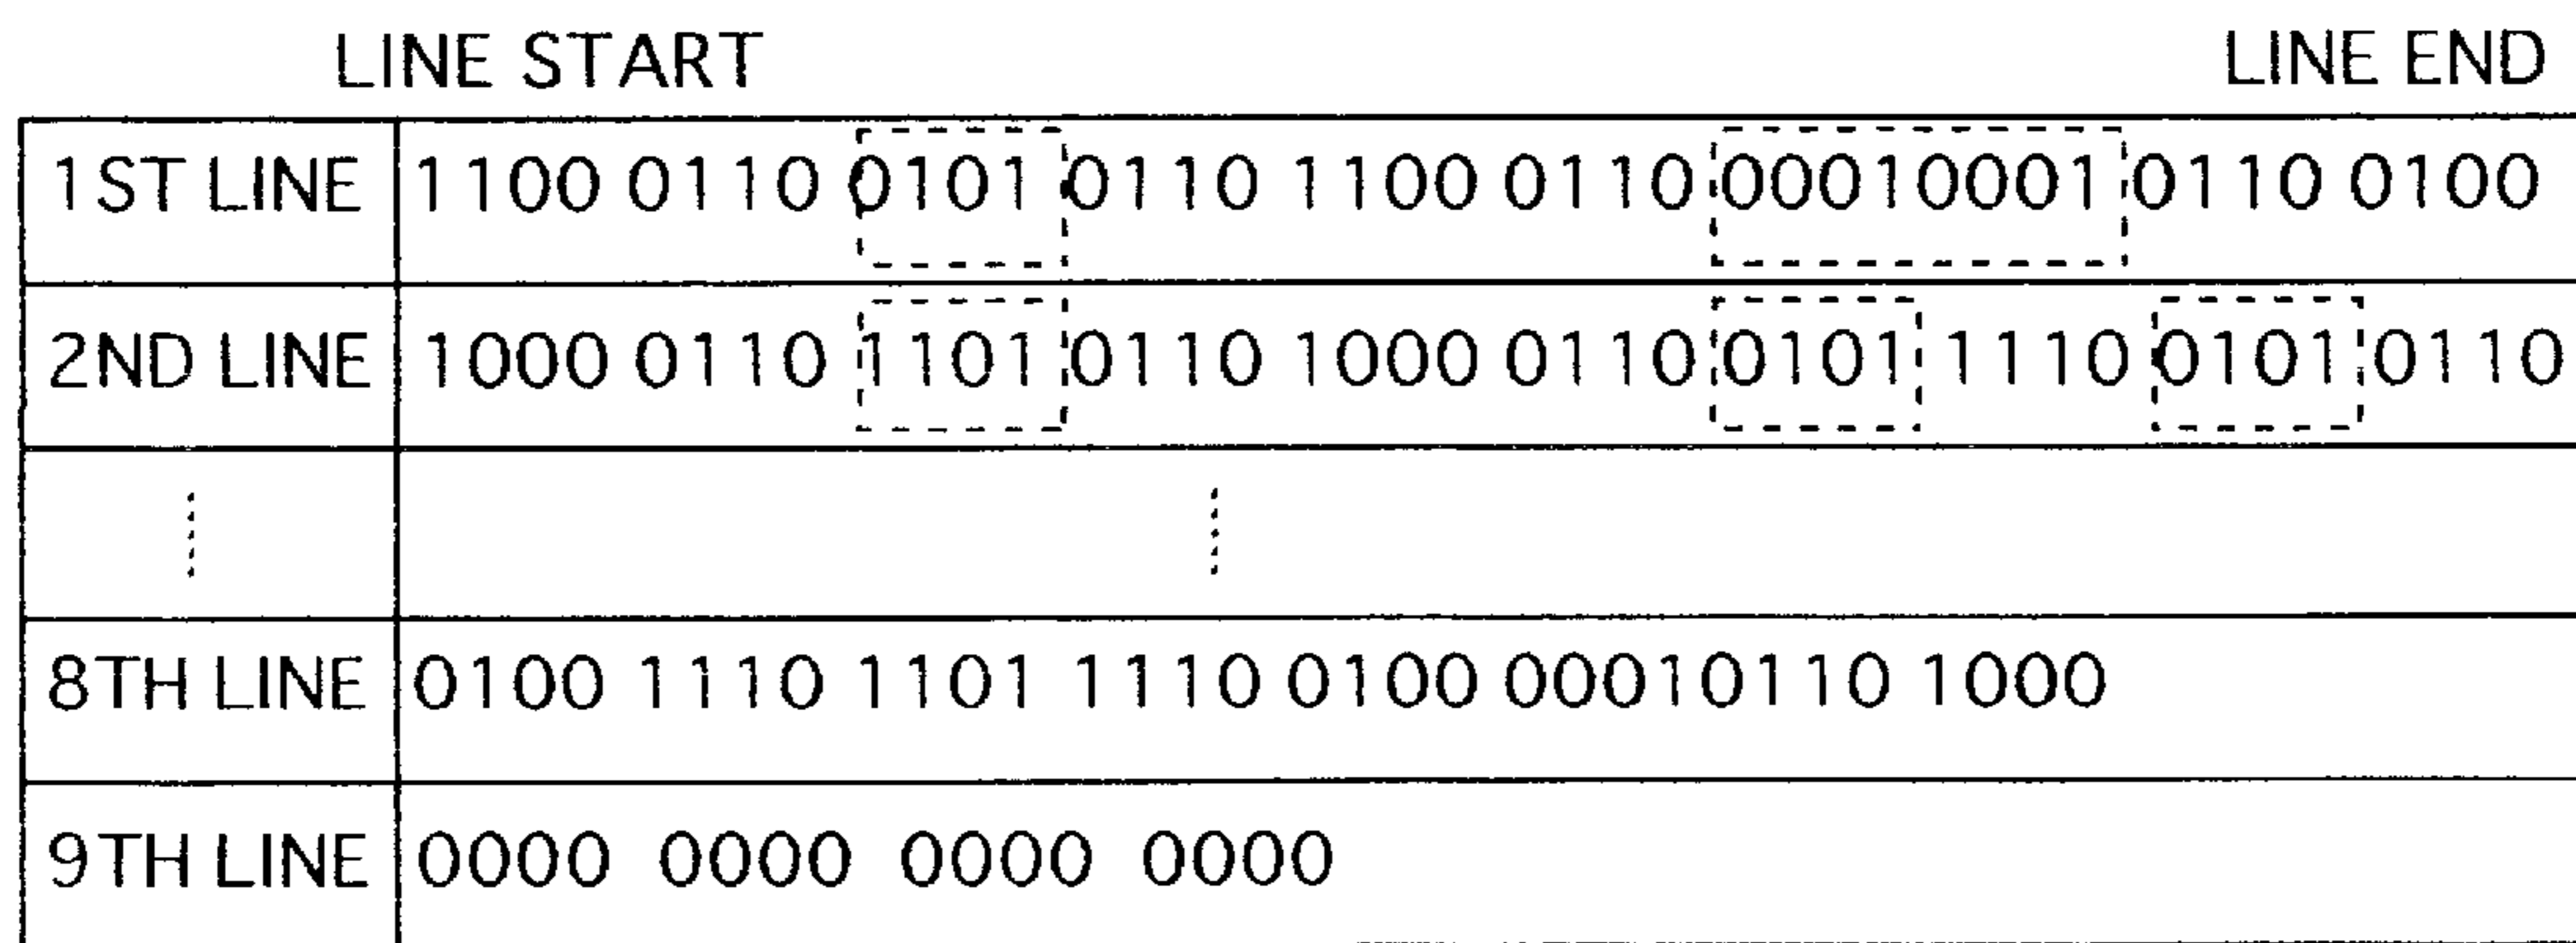 LINE START LINE END
1ST LINE 1100 0110 0101 0110 1100 0110 00010001 0110 0100
2ND LINE 1000 0110 1101 0110 1000 0110 0101 1110 0101 0110
8TH LINE 0100 1110 1101 1110 0100 00010110 1000
9TH LINE 0000 0000 0000 0000